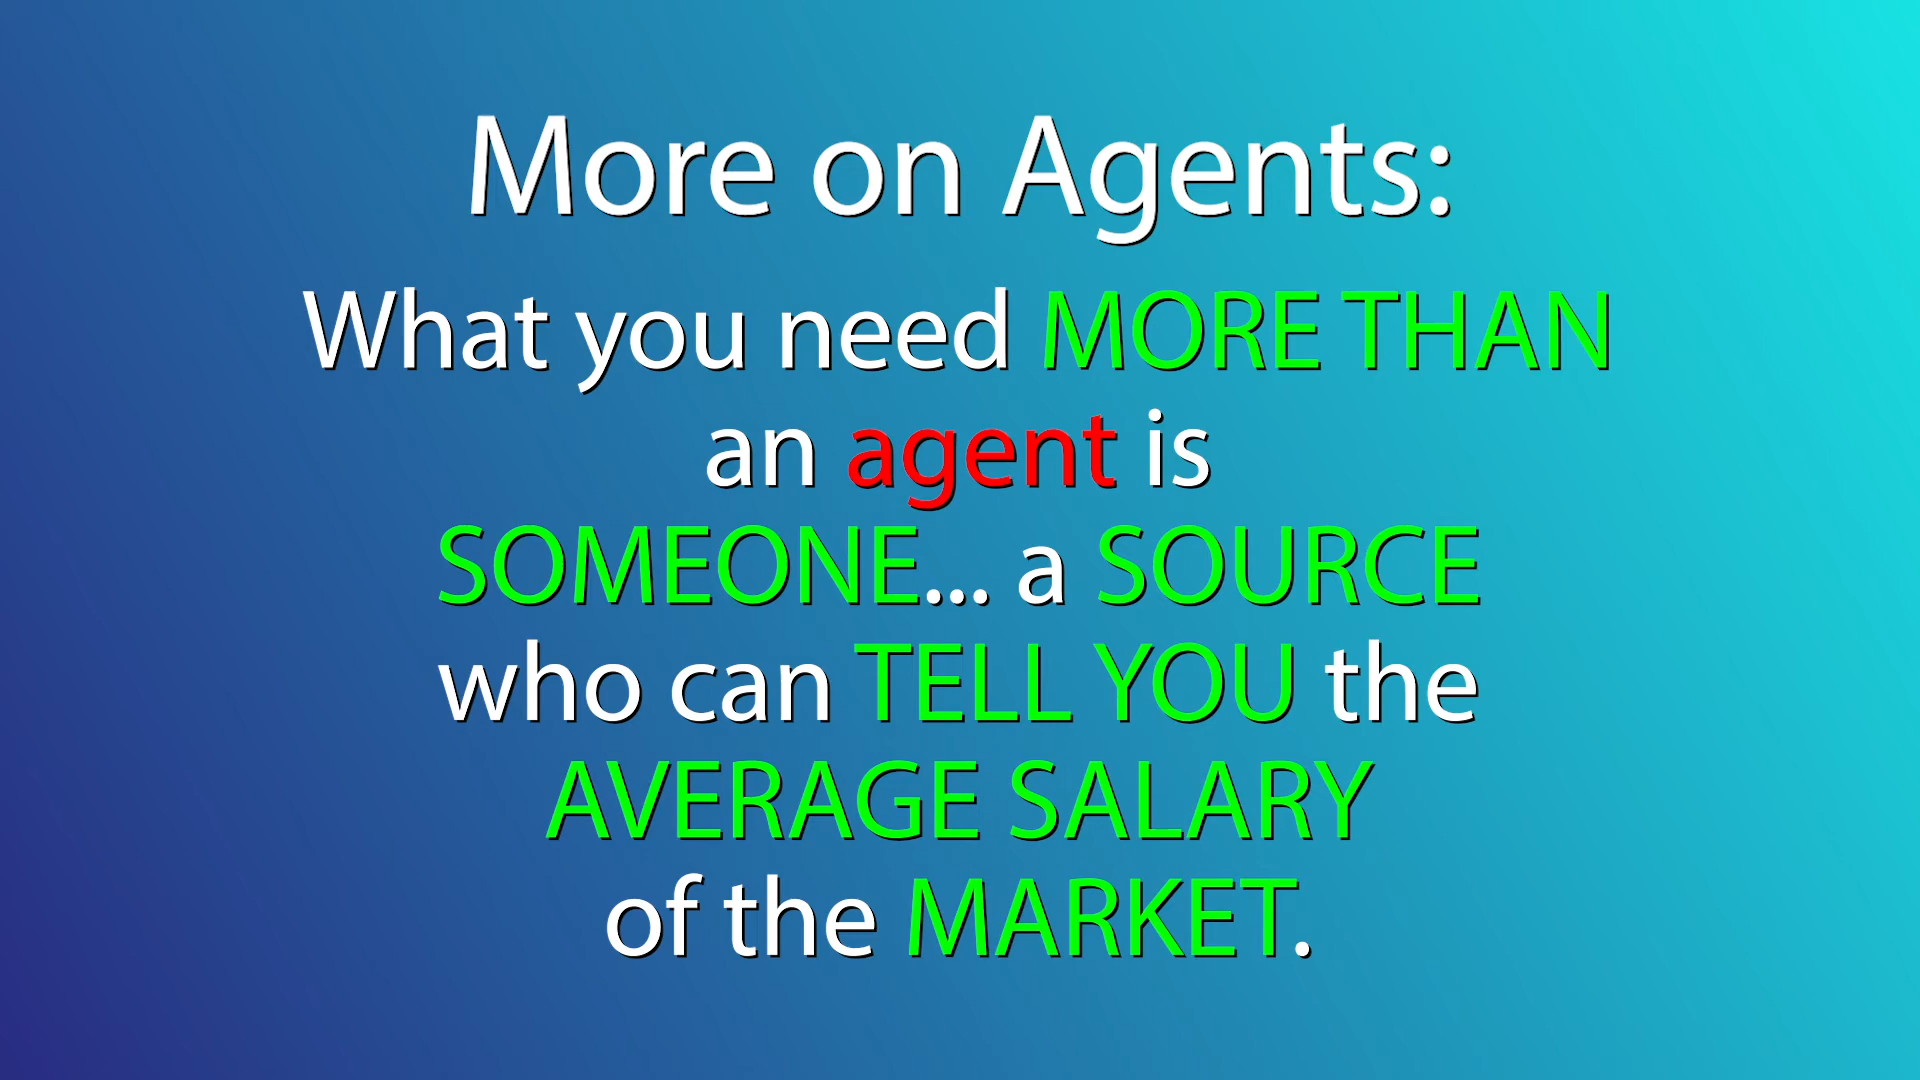 More on Agents:
What you need MORE THAN
an agent is
SOMEONE... a SOURCE
who can TELL YOU the
AVERAGE SALARY
of the MARKET.